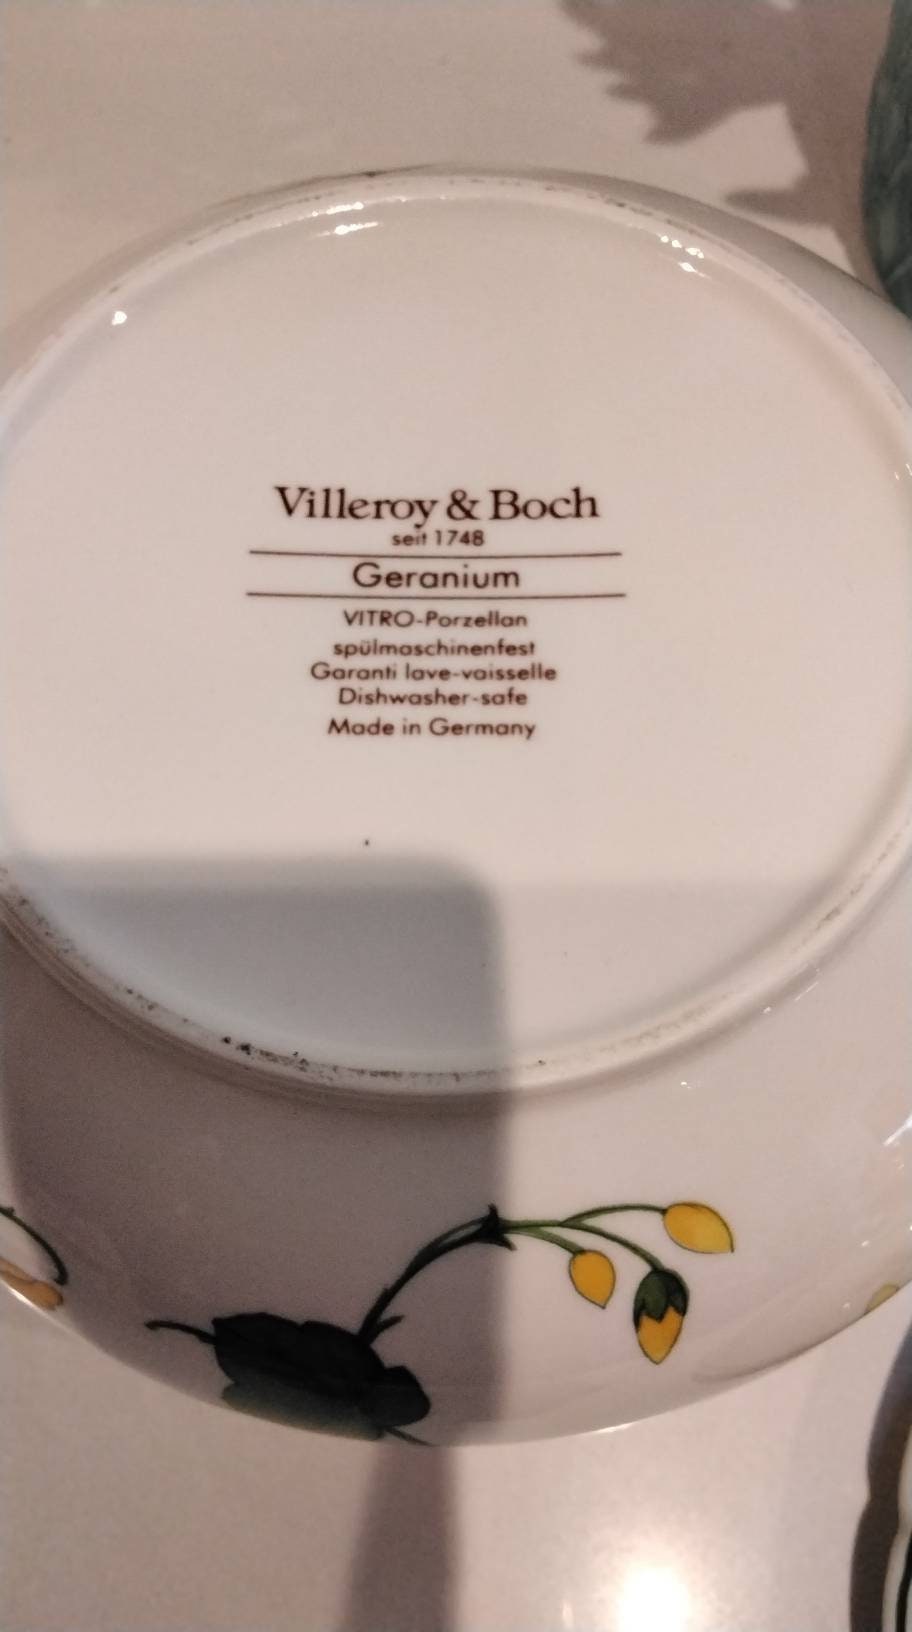 Villeroy & Boch
seit 1748
Geranium
VITRO-Porzellan
spülmaschinenfest
Garanti lave-vaisselle
Dishwasher-safe
Made in Germany